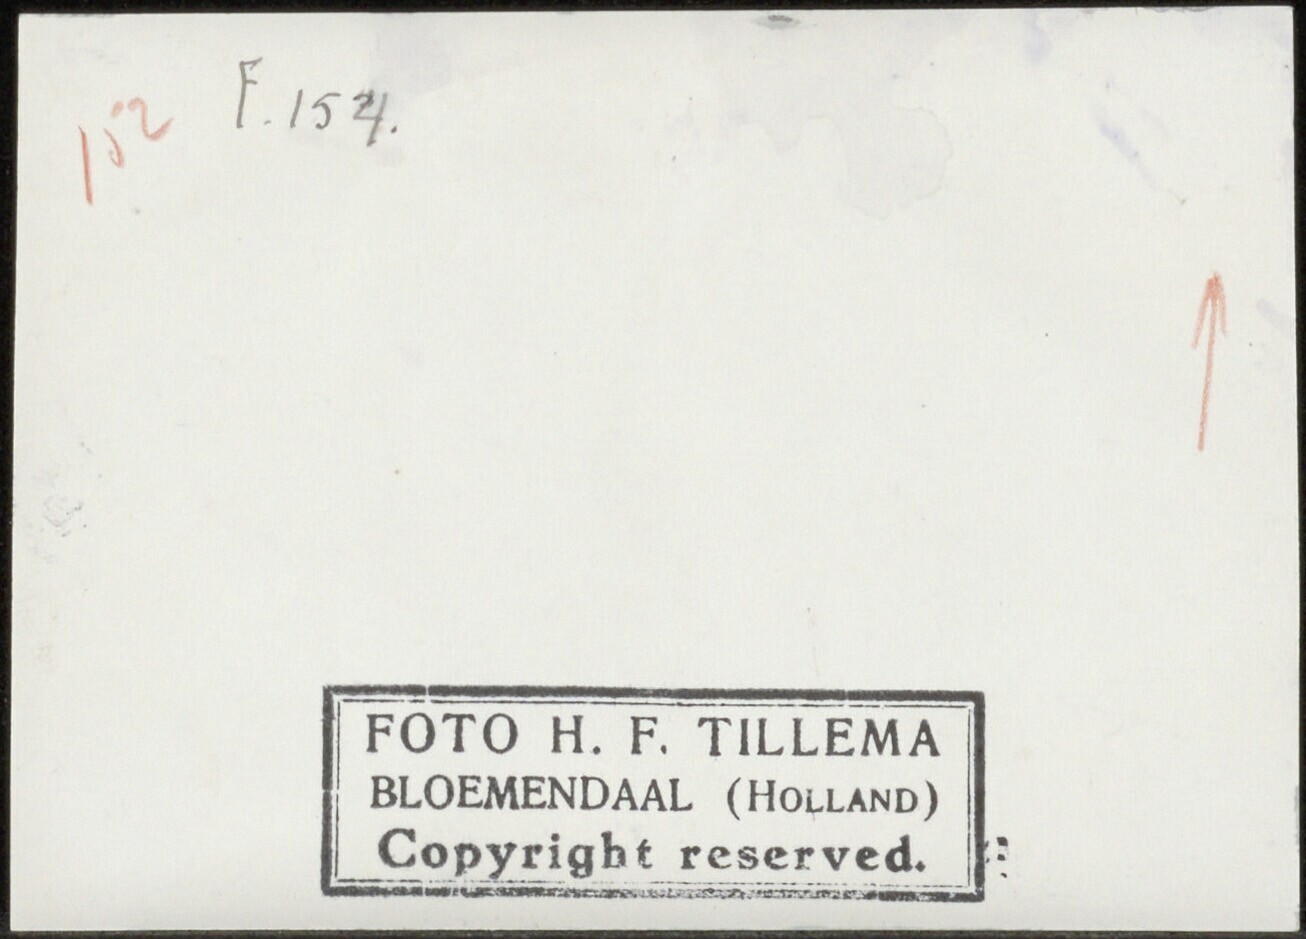 152
F. 154.
FOTO H. F. TILLEMA
BLOEMENDAAL (HOLLAND)
Copyright reserved.